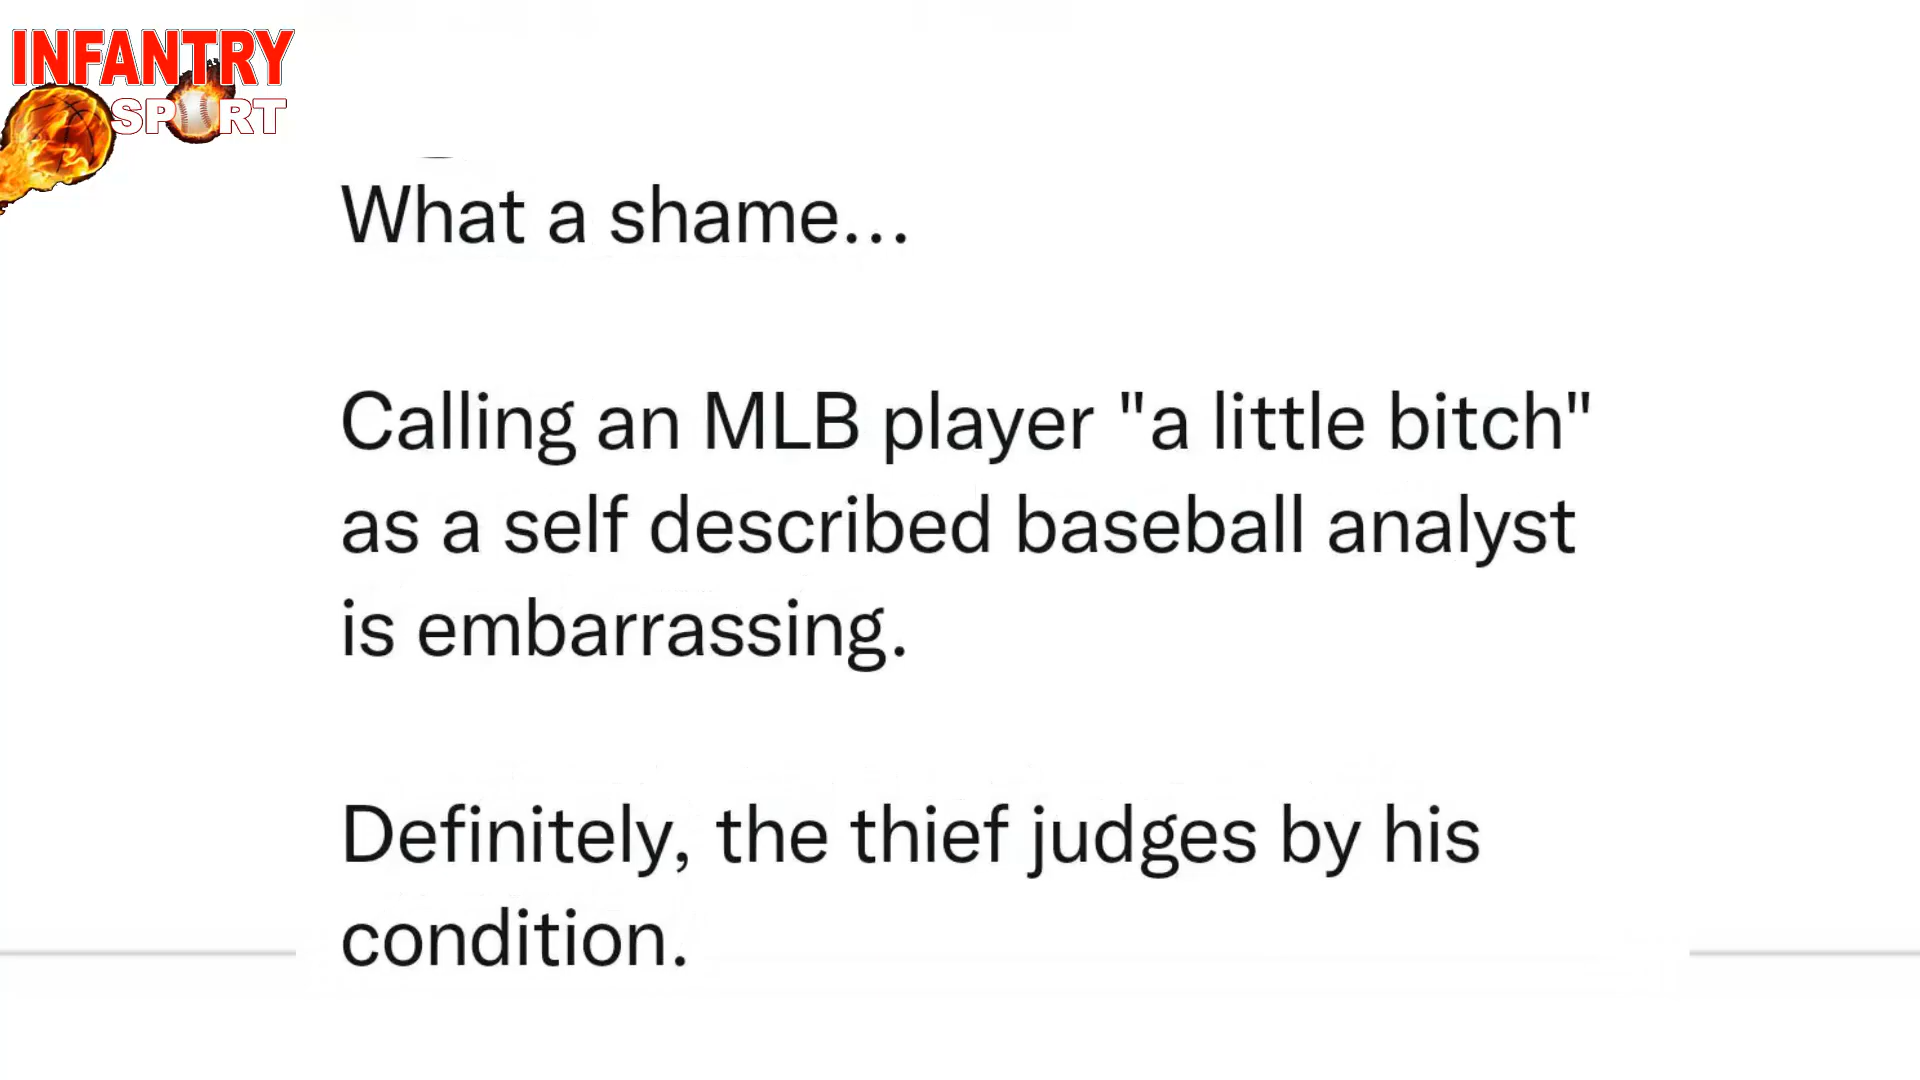 INFANTRY
SPORT
What a shame...
Calling an MLB player "a little bitch"
as a self described baseball analyst
is embarrassing.
Definitely, the thief judges by his
condition.